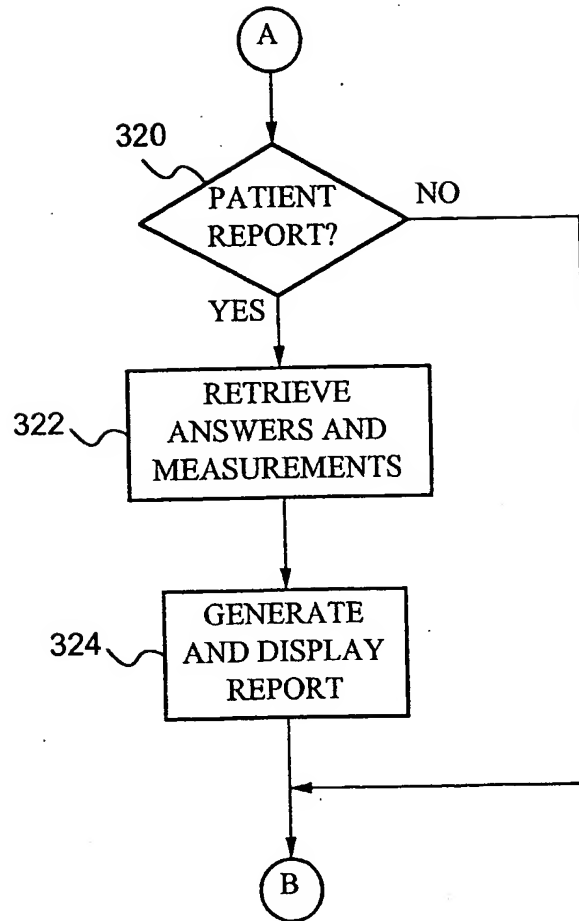 A
320
PATIENT
REPORT?
NO
YES
322
RETRIEVE
ANSWERS AND
MEASUREMENTS
324
GENERATE
AND DISPLAY
REPORT
B